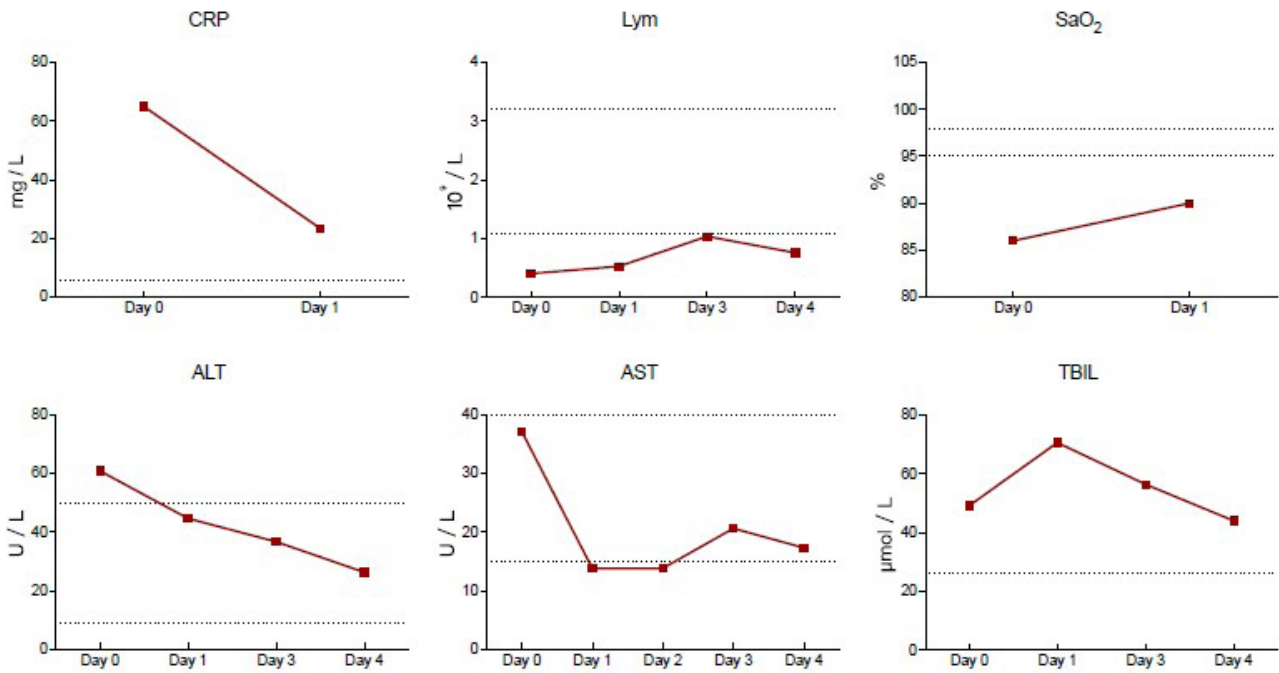 CRP
80
60
40
20
0
mg / L
Day 0 Day 1
Lym
4
3
2
1
0
10⁹ / L
Day 0 Day 1 Day 3 Day 4
SaO₂
105
100
95
90
85
80
%
Day 0 Day 1
ALT
80
60
40
20
0
U / L
Day 0 Day 1 Day 3 Day 4
AST
40
30
20
10
0
U / L
Day 0 Day 1 Day 2 Day 3 Day 4
TBIL
80
60
40
20
0
μmol / L
Day 0 Day 1 Day 3 Day 4